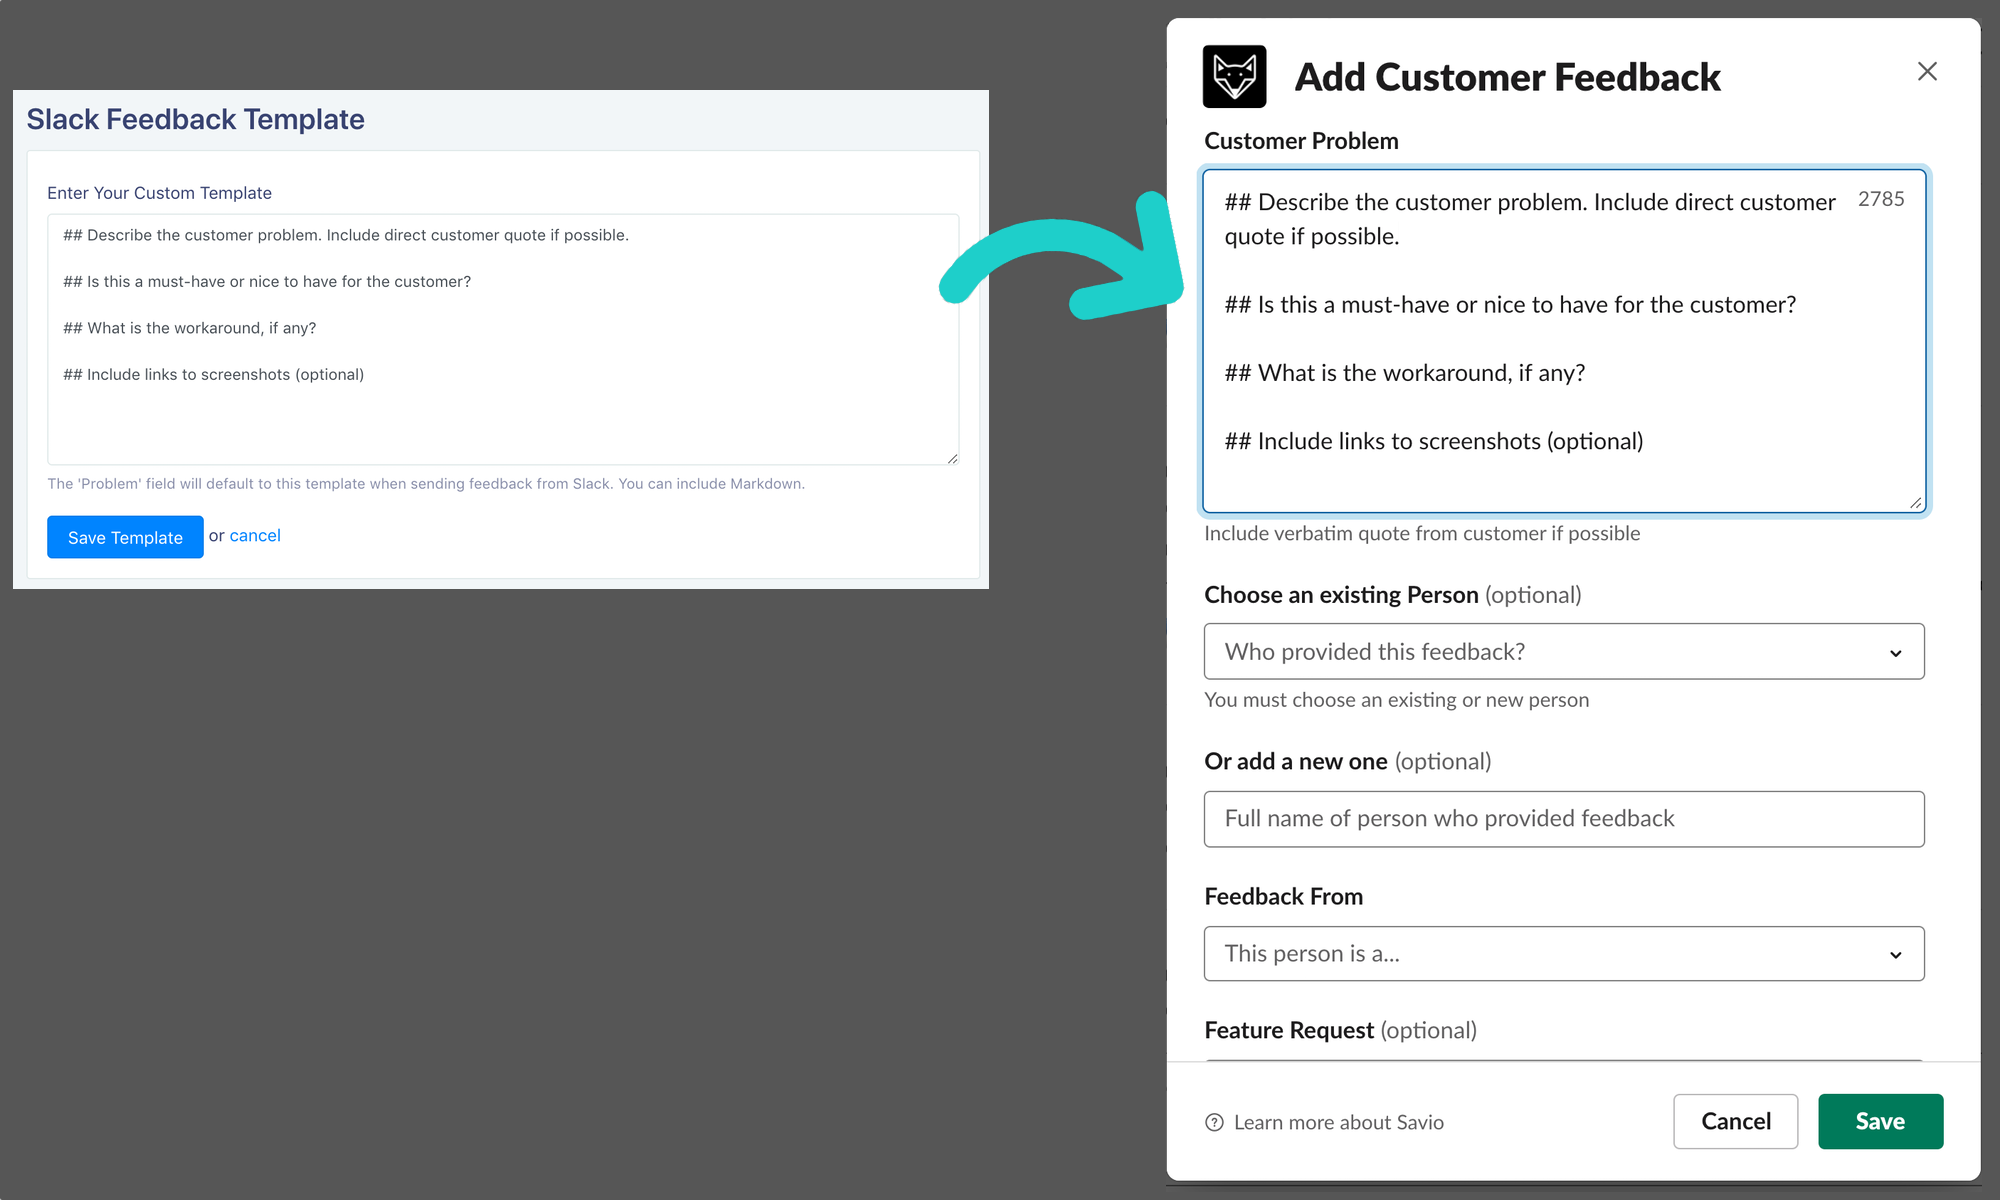 Slack Feedback Template
Enter Your Custom Template
## Describe the customer problem. Include direct customer quote if possible.
## Is this a must-have or nice to have for the customer?
## What is the workaround, if any?
## Include links to screenshots (optional)
The 'Problem' field will default to this template when sending feedback from Slack. You can include Markdown.
Save Template or cancel
Add Customer Feedback
Customer Problem
## Describe the customer problem. Include direct customer 2785
quote if possible.
## Is this a must-have or nice to have for the customer?
## What is the workaround, if any?
## Include links to screenshots (optional)
Include verbatim quote from customer if possible
Choose an existing Person (optional)
Who provided this feedback?
You must choose an existing or new person
Or add a new one (optional)
Full name of person who provided feedback
Feedback From
This person is a...
Feature Request (optional)
Learn more about Savio
Cancel
Save